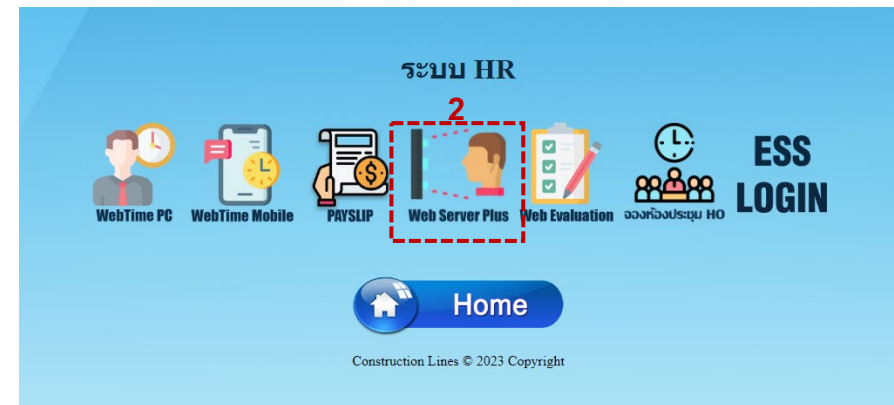 ระบบ HR
2
WebTime PC
WebTime Mobile
PAYSLIP
Web Server Plus
Web Evaluation
จองห้องประชุม HO
ESS
LOGIN
Home
Construction Lines © 2023 Copyright